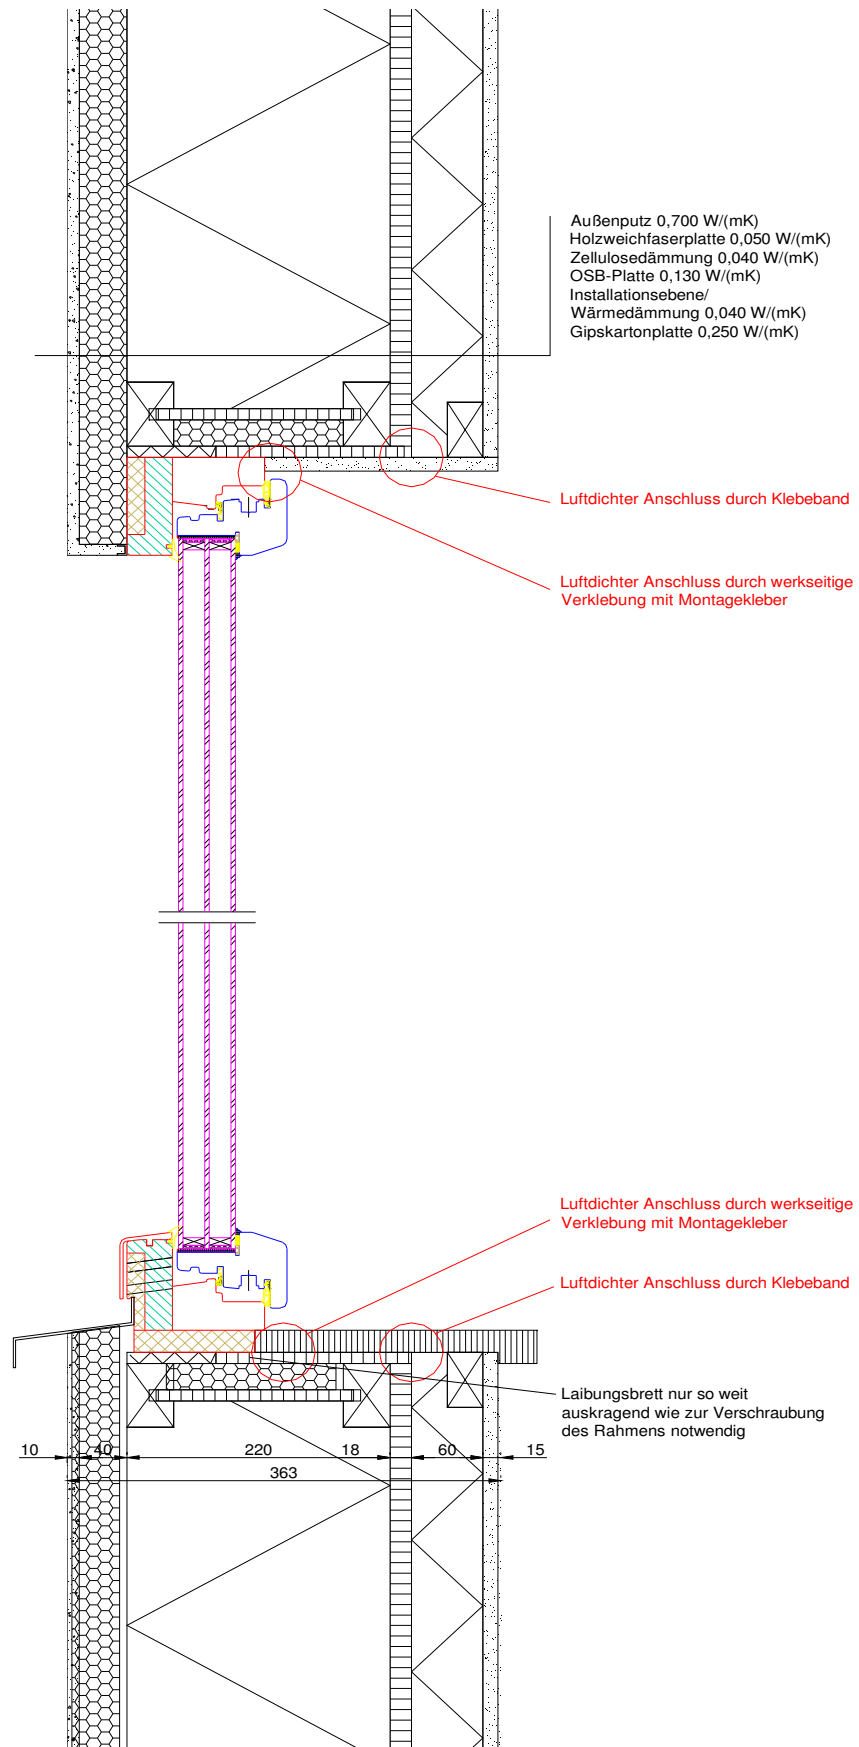 Außenputz 0,700 W/(mK)
Holzweichfaserplatte 0,050 W/(mK)
Zellulosedämmung 0,040 W/(mK)
OSB-Platte 0,130 W/(mK)
Installationsebene/
Wärmedämmung 0,040 W/(mK)
Gipskartonplatte 0,250 W/(mK)
Luftdichter Anschluss durch Klebeband
Luftdichter Anschluss durch werkseitige
Verklebung mit Montagekleber
Luftdichter Anschluss durch werkseitige
Verklebung mit Montagekleber
Luftdichter Anschluss durch Klebeband
Laibungsbrett nur so weit
auskragend wie zur Verschraubung
des Rahmens notwendig
10 40 220 18 60 15
363